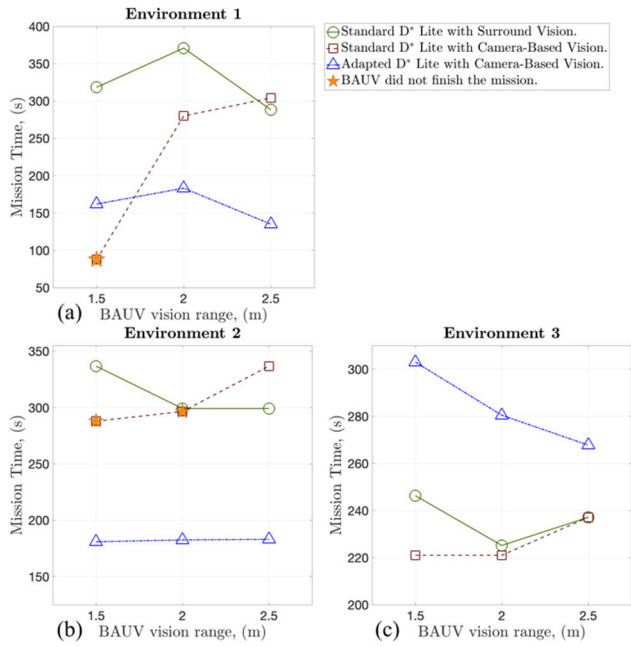 Environment 1
Standard D* Lite with Surround Vision.
Standard D* Lite with Camera-Based Vision.
Adapted D* Lite with Camera-Based Vision.
BAUV did not finish the mission.
Mission Time, (s)
400
350
300
250
200
150
100
50
1.5
2
2.5
(a)
BAUV vision range, (m)
Environment 2
Mission Time, (s)
350
300
250
200
150
1.5
2
2.5
(b)
BAUV vision range, (m)
Environment 3
Mission Time, (s)
300
280
260
240
220
200
1.5
2
2.5
(c)
BAUV vision range, (m)